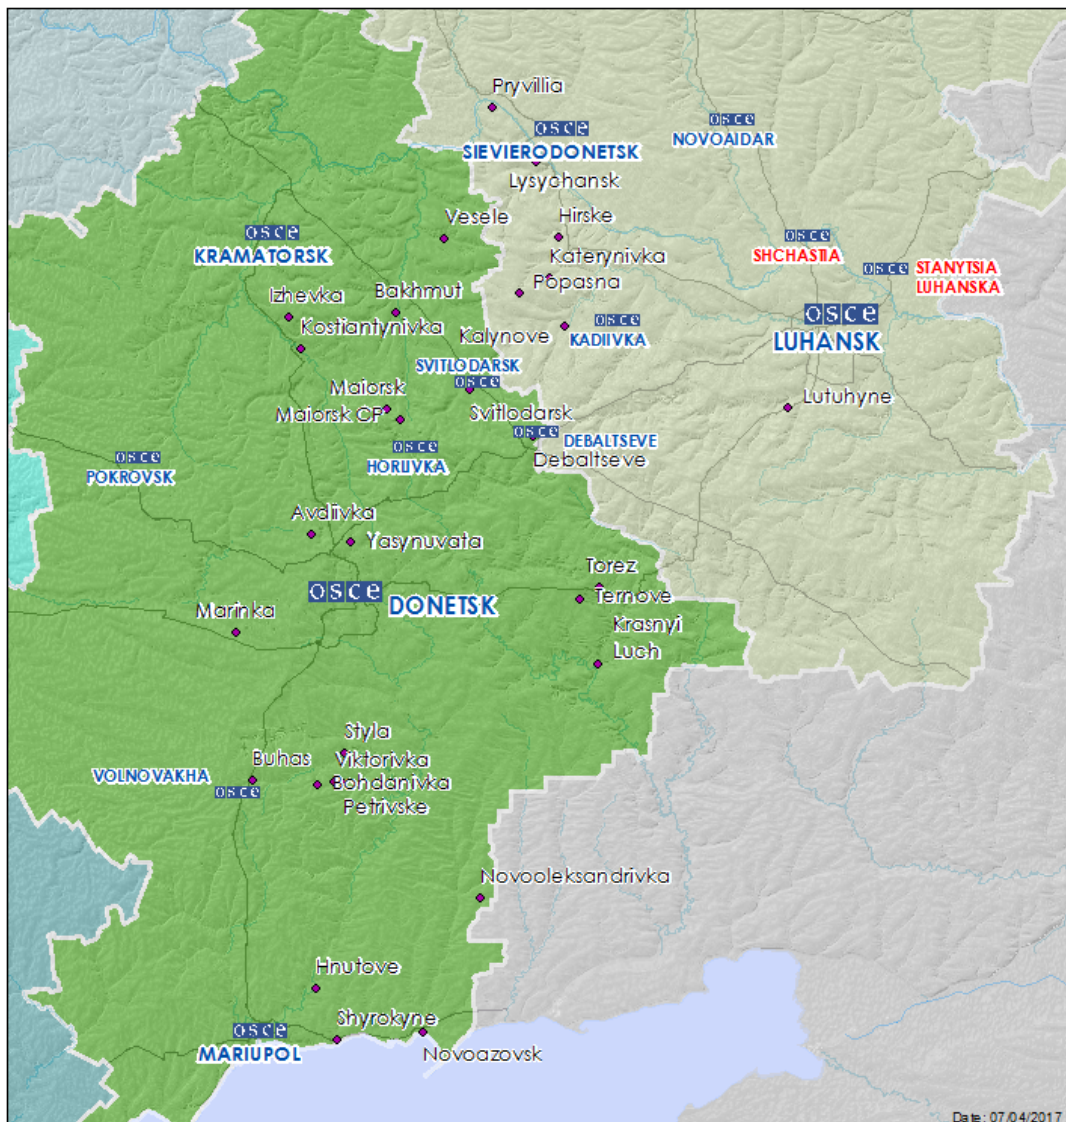 Pryvillia
osce
SIEVIERODONETSK
osce
NOVOAIDAR
Lysychansk
Vesele
Hirske
osce
KRAMATORSK
osce
SHCHASTIA
Katerynivka
osce
STANYTSIA
LUHANSKA
Izhevka
Bakhmut
Popasna
osce
LUHANSK
Kostiantynivka
Kalynove
osce
KADIIVKA
SVITLODARSK
osce
Maiorsk
Maiorsk CP
Svitlodarsk
Lutuhyne
osce
DEBALTSEVE
Debaltseve
osce
HORLIVKA
osce
POKROVSK
Avdiivka
Yasynuvata
osce
DONETSK
Torez
Ternove
Marinka
Krasnyi
Luch
Styla
Buhas
Viktorivka
VOLNOVAKHA
osce
Bohdanivka
Petrivske
Novooleksandrivka
Hnutove
osce
MARIUPOL
Shyrokyne
Novoazovsk
Date: 07/04/2017